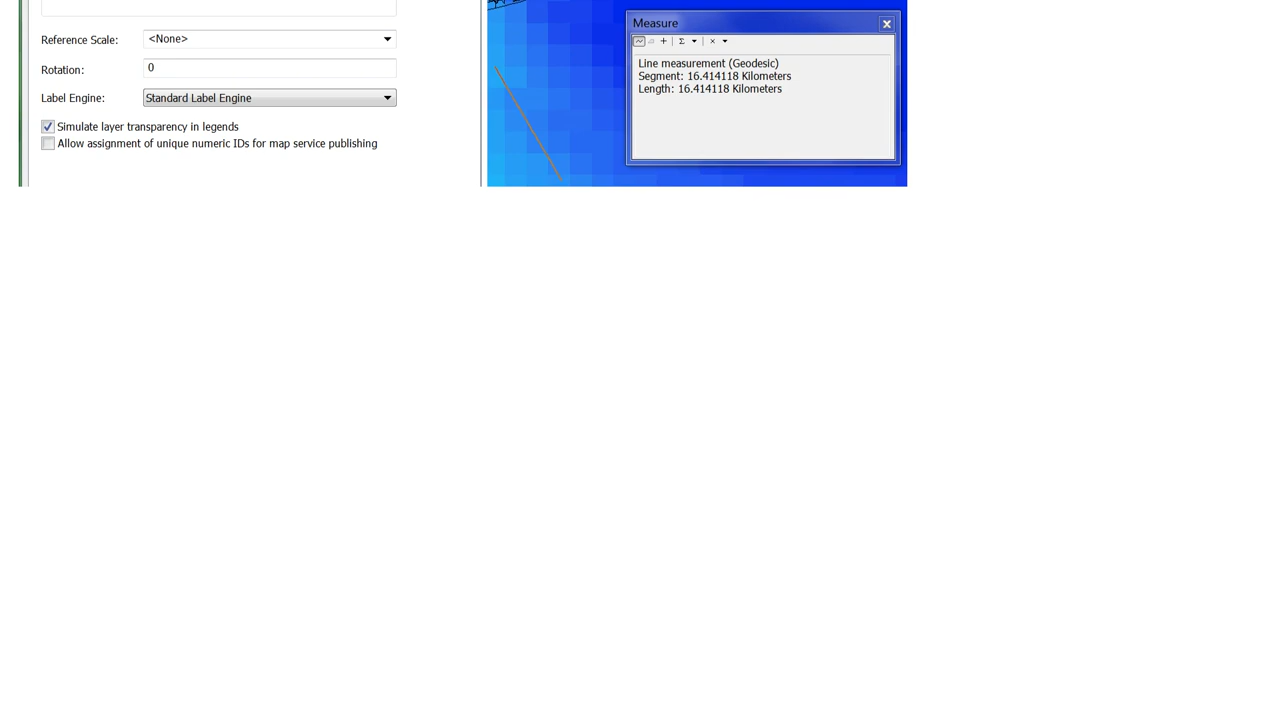 Reference Scale: <None>
Rotation: 0
Label Engine: Standard Label Engine
Simulate layer transparency in legends
Allow assignment of unique numeric IDs for map service publishing
Measure
Line measurement (Geodesic)
Segment: 16.414118 Kilometers
Length: 16.414118 Kilometers